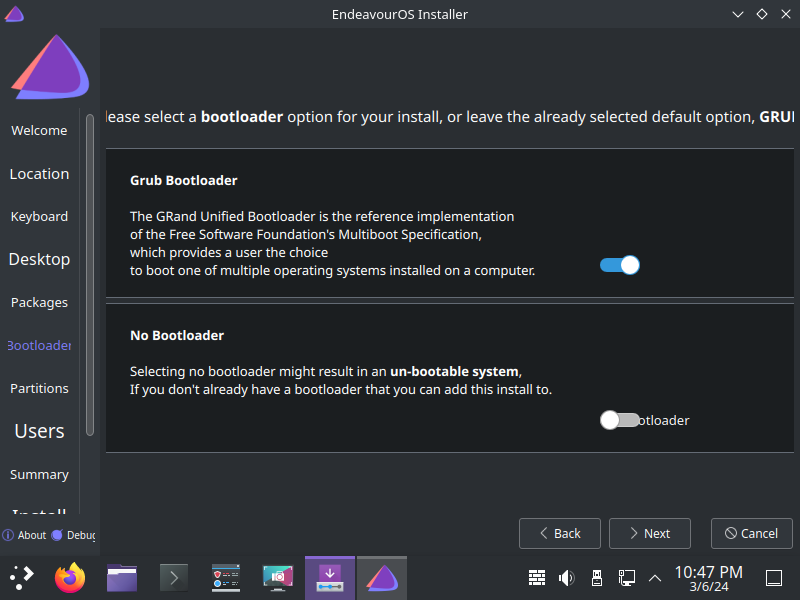 EndeavourOS Installer
Welcome
Location
Keyboard
Desktop
Packages
Bootloader
Partitions
Users
Summary
Install
About
Debug
lease select a bootloader option for your install, or leave the already selected default option, GRU
Grub Bootloader
The GRand Unified Bootloader is the reference implementation
of the Free Software Foundation's Multiboot Specification,
which provides a user the choice
to boot one of multiple operating systems installed on a computer.
No Bootloader
Selecting no bootloader might result in an un-bootable system,
If you don't already have a bootloader that you can add this install to.
otloader
Back
Next
Cancel
10:47 PM
3/6/24